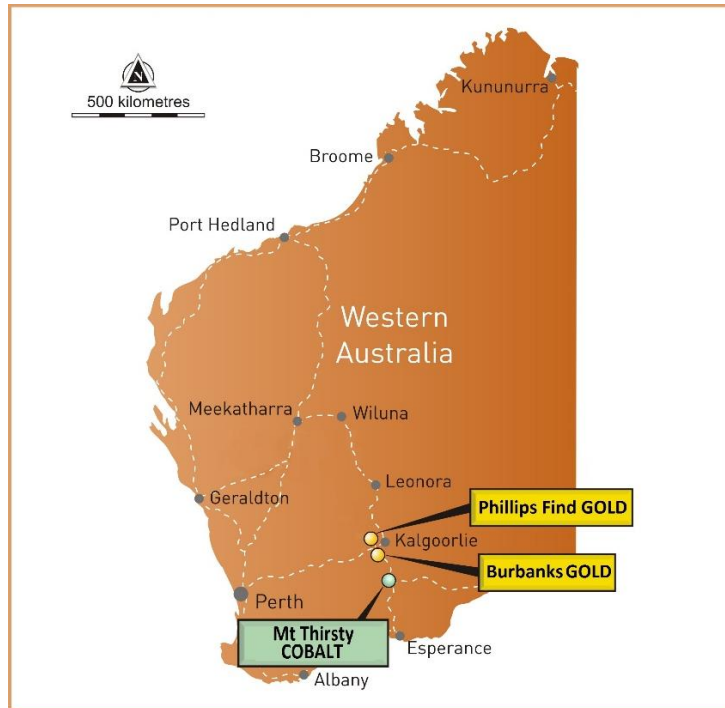 N
500 kilometres
Kununurra
Broome
Port Hedland
Western
Australia
Meekatharra
Wiluna
Leonora
Geraldton
Phillips Find GOLD
Kalgoorlie
Burbanks GOLD
Perth
Mt Thirsty
COBALT
Esperance
Albany